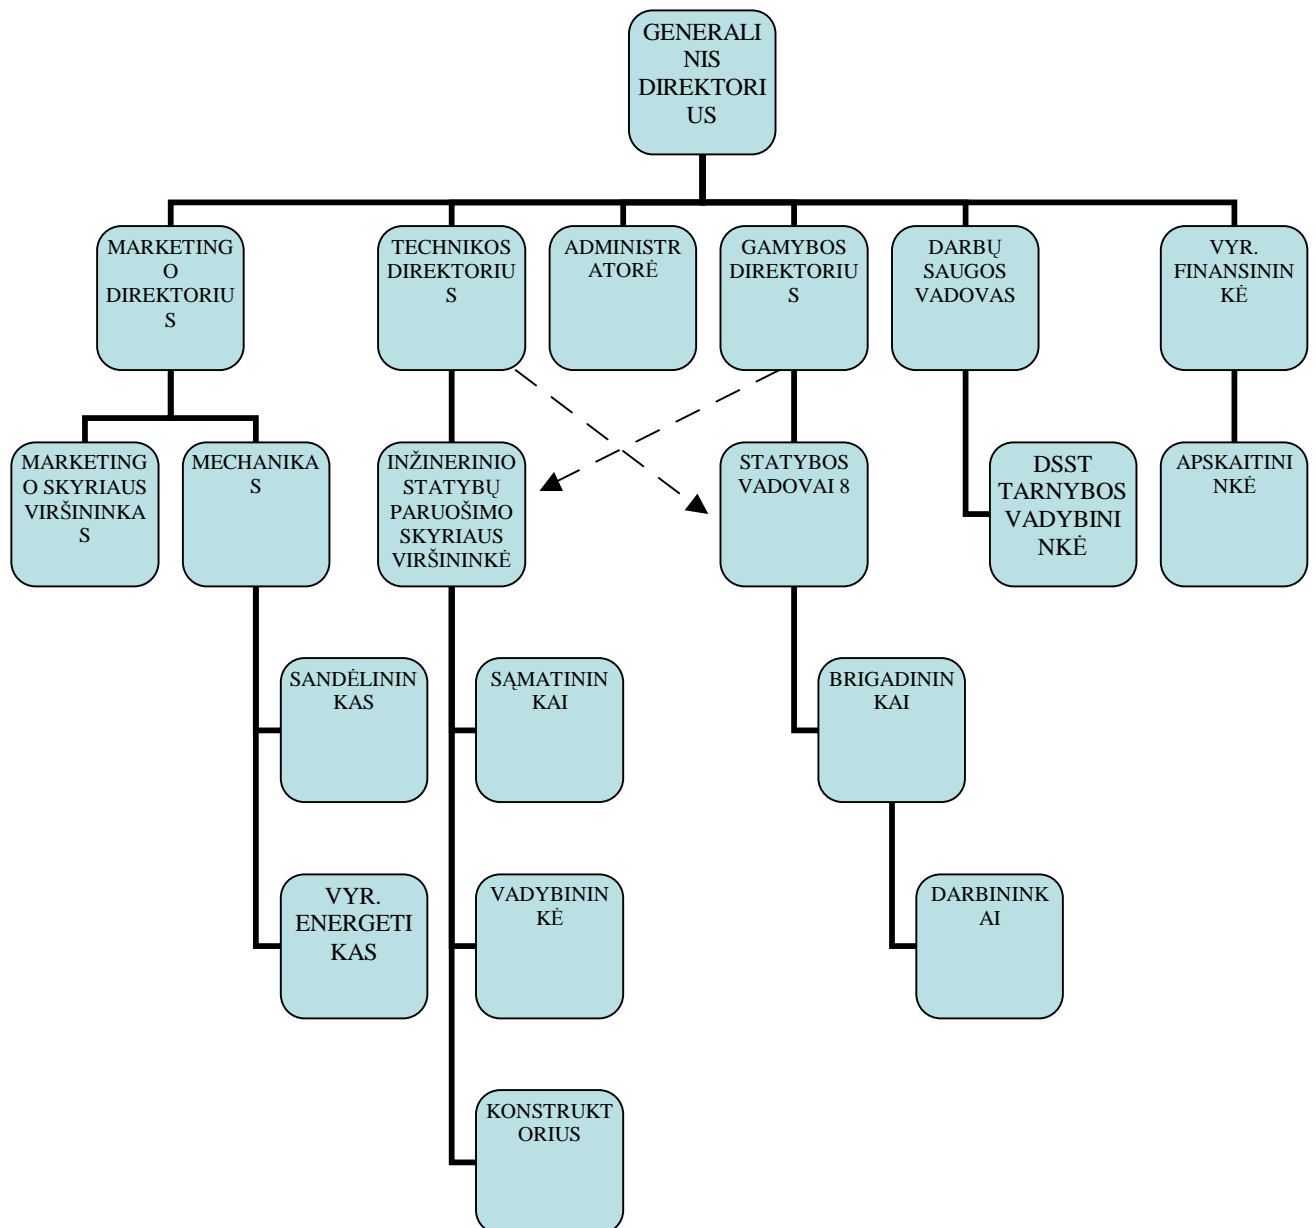 GENERALI
NIS
DIREKTORI
US
MARKETING
O
DIREKTORIU
S
TECHNIKOS
DIREKTORIU
S
ADMINISTR
ATORĖ
GAMYBOS
DIREKTORIU
S
DARBŲ
SAUGOS
VADOVAS
VYR.
FINANSININ
KĖ
MARKETING
O SKYRIAUS
VIRŠININKA
S
MECHANIKA
S
INŽINERINIO
STATYBŲ
PARUOŠIMO
SKYRIAUS
VIRŠININKĖ
STATYBOS
VADOVAI 8
DSST
TARNYBOS
VADYBINI
NKĖ
APSKAITINI
NKĖ
SANDĖLININ
KAS
SĄMATININ
KAI
BRIGADININ
KAI
VYR.
ENERGETI
KAS
VADYBININ
KĖ
DARBININK
AI
KONSTRUKT
ORIUS